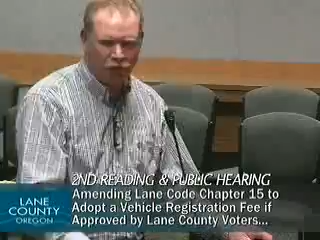 2ND READING & PUBLIC HEARING
Amending Lane Code Chapter 15 to
Adopt a Vehicle Registration Fee if
Approved by Lane County Voters...
LANE
COUNTY
OREGON